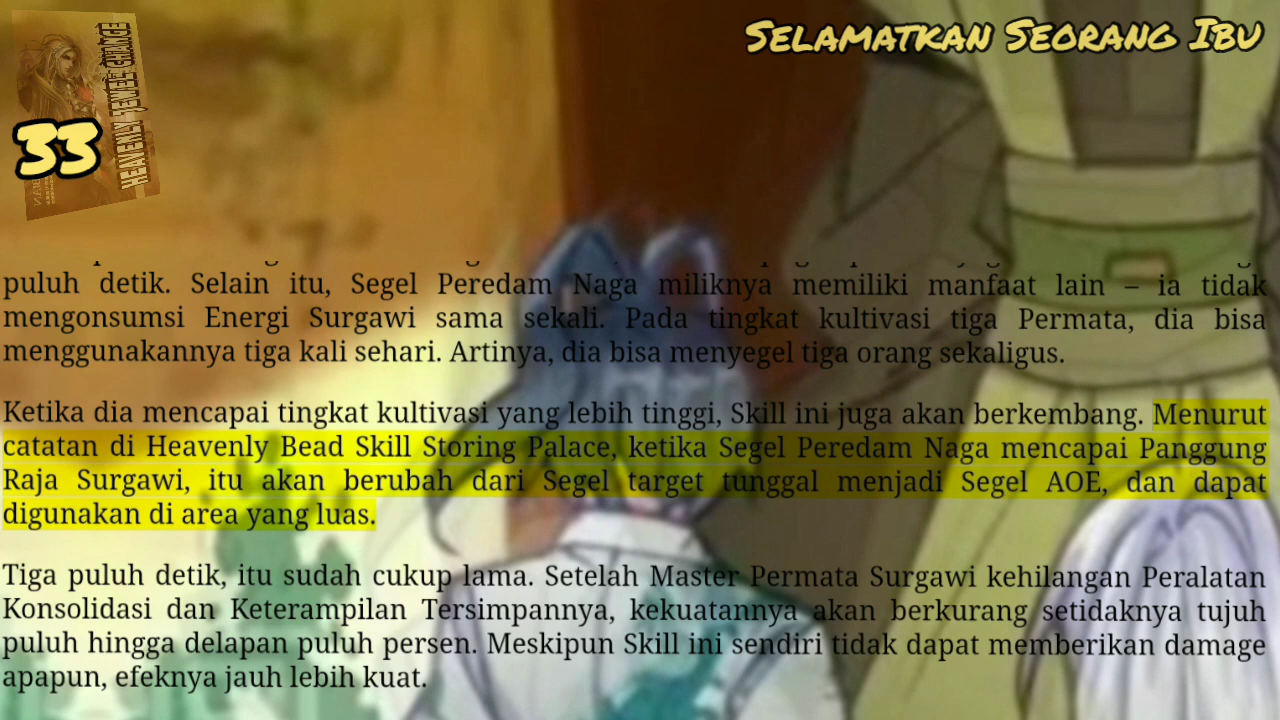 Selamatkan Seorang Ibu
HEAVENLY JEWEL CHANGE
33
puluh detik. Selain itu, Segel Peredam Naga miliknya memiliki manfaat lain – ia tidak
mengonsumsi Energi Surgawi sama sekali. Pada tingkat kultivasi tiga Permata, dia bisa
menggunakannya tiga kali sehari. Artinya, dia bisa menyegel tiga orang sekaligus.
Ketika dia mencapai tingkat kultivasi yang lebih tinggi, Skill ini juga akan berkembang. Menurut
catatan di Heavenly Bead Skill Storing Palace, ketika Segel Peredam Naga mencapai Panggung
Raja Surgawi, itu akan berubah dari Segel target tunggal menjadi Segel AOE, dan dapat
digunakan di area yang luas.
Tiga puluh detik, itu sudah cukup lama. Setelah Master Permata Surgawi kehilangan Peralatan
Konsolidasi dan Keterampilan Tersimpannya, kekuatannya akan berkurang setidaknya tujuh
puluh hingga delapan puluh persen. Meskipun Skill ini sendiri tidak dapat memberikan damage
apapun, efeknya jauh lebih kuat.